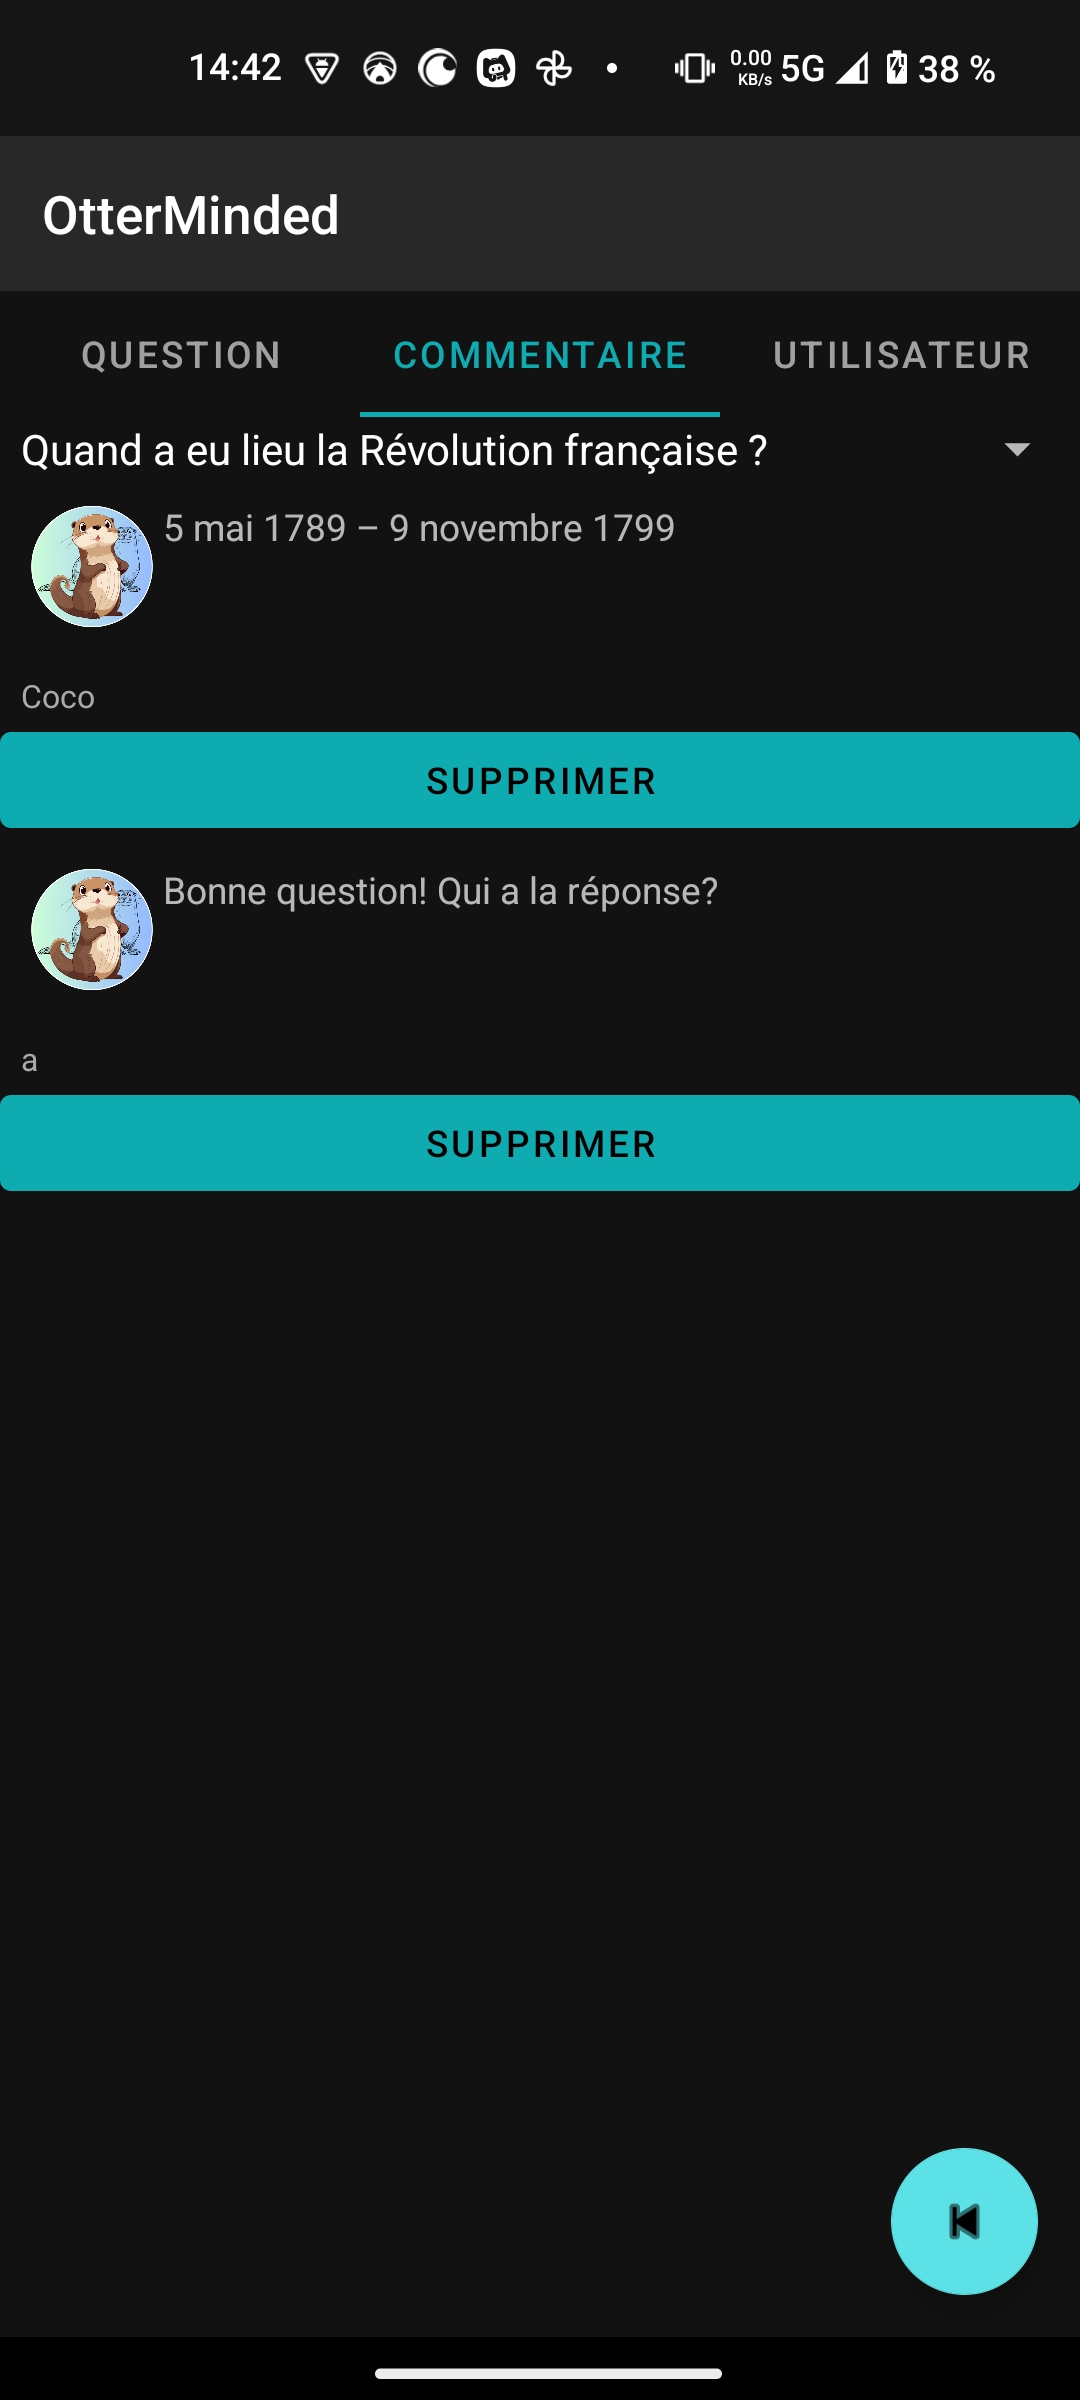 14:42 0.00 KB/s 5G 38 %
OtterMinded
QUESTION COMMENTAIRE UTILISATEUR
Quand a eu lieu la Révolution française ?
5 mai 1789 – 9 novembre 1799
Coco
SUPPRIMER
Bonne question! Qui a la réponse?
a
SUPPRIMER